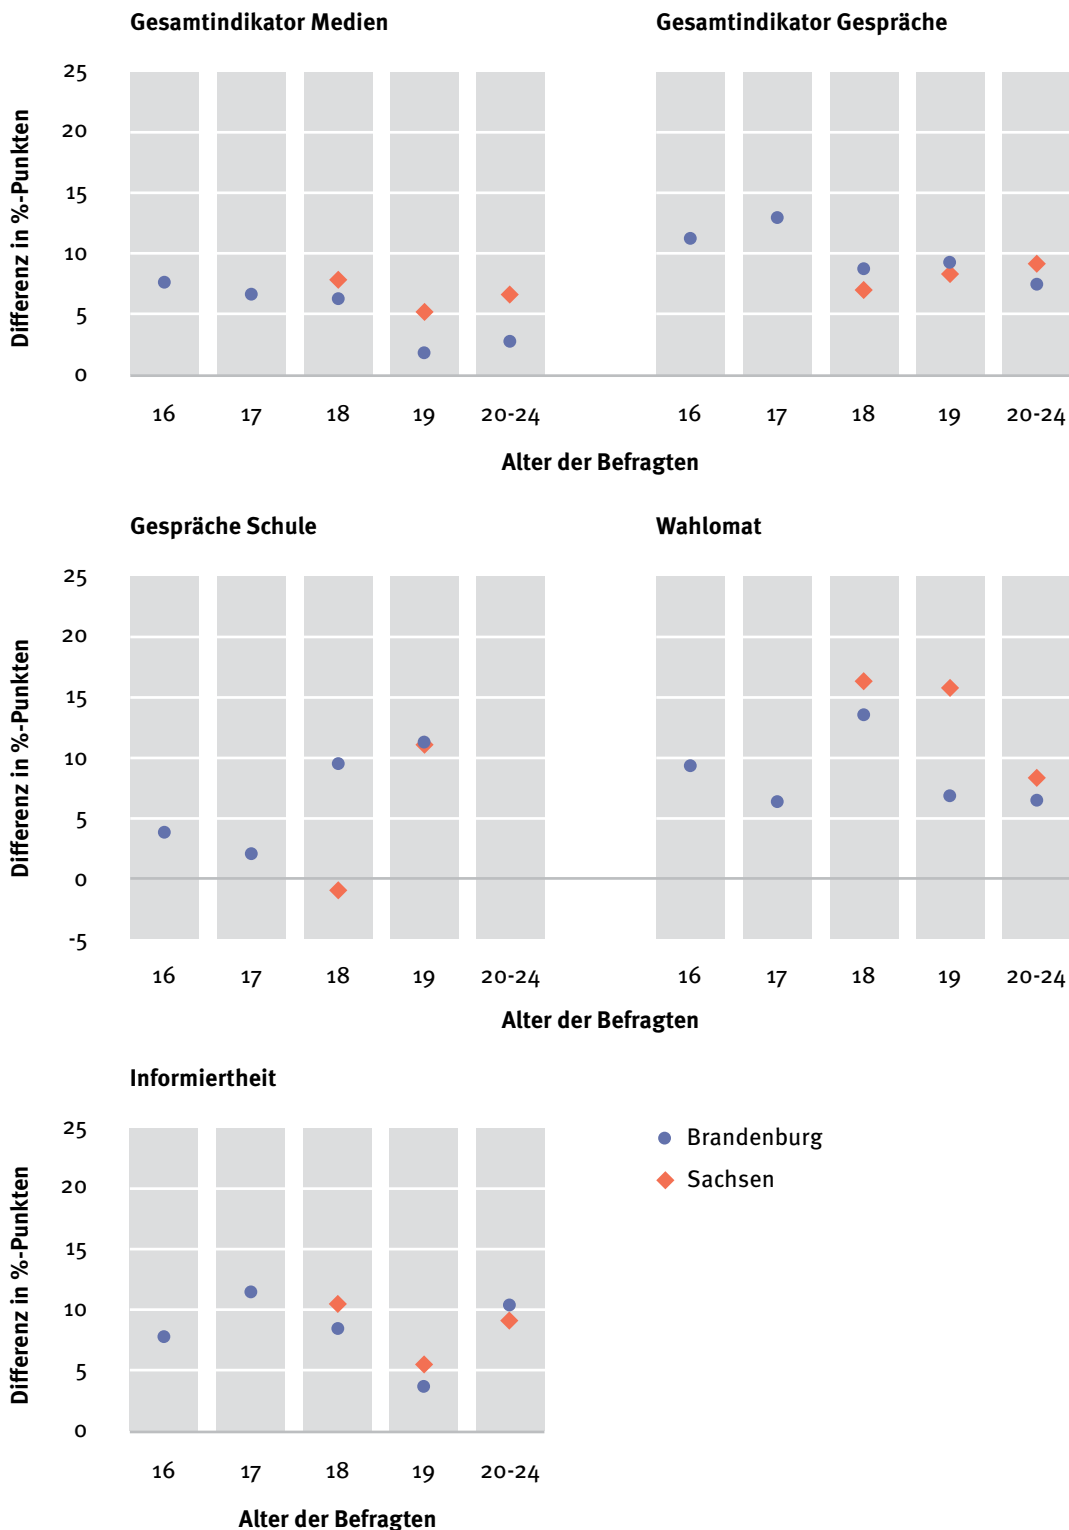 Gesamtindikator Medien
Gesamtindikator Gespräche
Differenz in %-Punkten
25
20
15
10
5
0
16 17 18 19 20-24
16 17 18 19 20-24
Alter der Befragten
Gespräche Schule
Wahlomat
Differenz in %-Punkten
25
20
15
10
5
0
-5
16 17 18 19 20-24
16 17 18 19 20-24
Alter der Befragten
Informiertheit
Differenz in %-Punkten
25
20
15
10
5
0
16 17 18 19 20-24
Alter der Befragten
Brandenburg
Sachsen